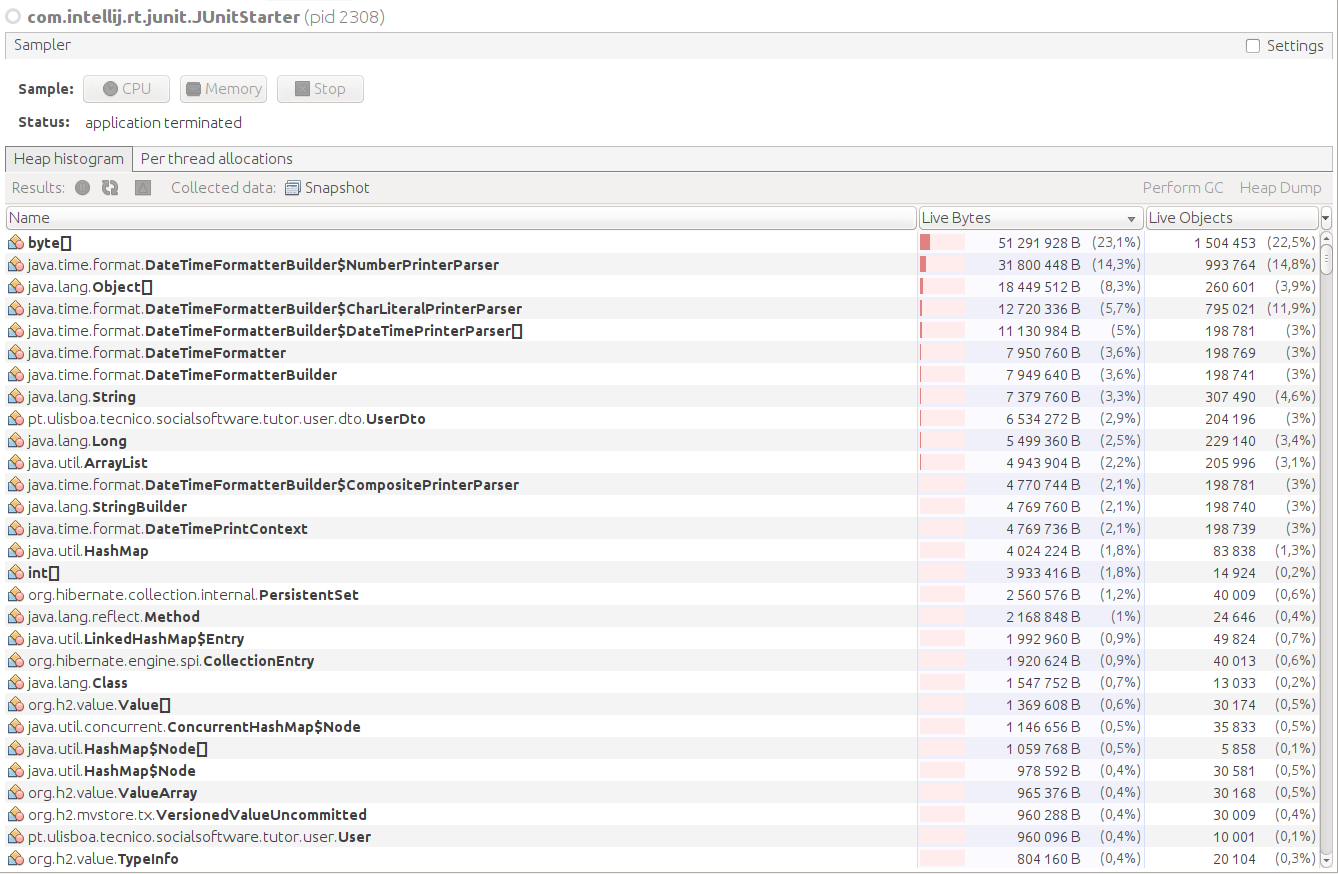 com.intellij.rt.junit.JUnitStarter (pid 2308)
Sampler Settings
Sample: CPU Memory Stop
Status: application terminated
Heap histogram Per thread allocations
Results: Collected data: Snapshot Perform GC Heap Dump
Name Live Bytes Live Objects
byte[] 51 291 928 B (23,1%) 1 504 453 (22,5%)
java.time.format.DateTimeFormatterBuilder$NumberPrinterParser 31 800 448 B (14,3%) 993 764 (14,8%)
java.lang.Object[] 18 449 512 B (8,3%) 260 601 (3,9%)
java.time.format.DateTimeFormatterBuilder$CharLiteralPrinterParser 12 720 336 B (5,7%) 795 021 (11,9%)
java.time.format.DateTimeFormatterBuilder$DateTimePrinterParser[] 11 130 984 B (5%) 198 781 (3%)
java.time.format.DateTimeFormatter 7 950 760 B (3,6%) 198 769 (3%)
java.time.format.DateTimeFormatterBuilder 7 949 640 B (3,6%) 198 741 (3%)
java.lang.String 7 379 760 B (3,3%) 307 490 (4,6%)
pt.ulisboa.tecnico.socialsoftware.tutor.user.dto.UserDto 6 534 272 B (2,9%) 204 196 (3%)
java.lang.Long 5 499 360 B (2,5%) 229 140 (3,4%)
java.util.ArrayList 4 943 904 B (2,2%) 205 996 (3,1%)
java.time.format.DateTimeFormatterBuilder$CompositePrinterParser 4 770 744 B (2,1%) 198 781 (3%)
java.lang.StringBuilder 4 769 760 B (2,1%) 198 740 (3%)
java.time.format.DateTimePrintContext 4 769 736 B (2,1%) 198 739 (3%)
java.util.HashMap 4 024 224 B (1,8%) 83 838 (1,3%)
int[] 3 933 416 B (1,8%) 14 924 (0,2%)
org.hibernate.collection.internal.PersistentSet 2 560 576 B (1,2%) 40 009 (0,6%)
java.lang.reflect.Method 2 168 848 B (1%) 24 646 (0,4%)
java.util.LinkedHashMap$Entry 1 992 960 B (0,9%) 49 824 (0,7%)
org.hibernate.engine.spi.CollectionEntry 1 920 624 B (0,9%) 40 013 (0,6%)
java.lang.Class 1 547 752 B (0,7%) 13 033 (0,2%)
org.h2.value.Value[] 1 369 608 B (0,6%) 30 174 (0,5%)
java.util.concurrent.ConcurrentHashMap$Node 1 146 656 B (0,5%) 35 833 (0,5%)
java.util.HashMap$Node[] 1 059 768 B (0,5%) 5 858 (0,1%)
java.util.HashMap$Node 978 592 B (0,4%) 30 581 (0,5%)
org.h2.value.ValueArray 965 376 B (0,4%) 30 168 (0,5%)
org.h2.mvstore.tx.VersionedValueUncommitted 960 288 B (0,4%) 30 009 (0,4%)
pt.ulisboa.tecnico.socialsoftware.tutor.user.User 960 096 B (0,4%) 10 001 (0,1%)
org.h2.value.TypeInfo 804 160 B (0,4%) 20 104 (0,3%)